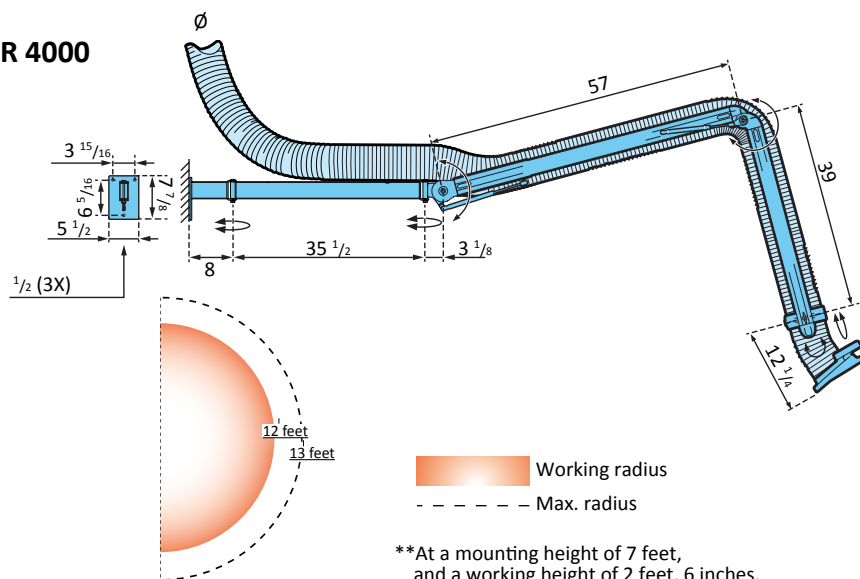 Ø
R 4000
57
39
3 15/16
6 5/16
7 7/8
5 1/2
1/2 (3X)
8
35 1/2
3 1/8
12 1/4
12 feet
13 feet
Working radius
Max. radius
**At a mounting height of 7 feet,
and a working height of 2 feet, 6 inches.